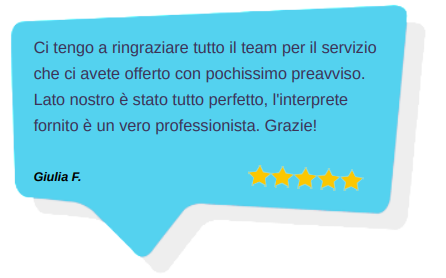 Ci tengo a ringraziare tutto il team per il servizio
che ci avete offerto con pochissimo preavviso.
Lato nostro è stato tutto perfetto, l'interprete
fornito è un vero professionista. Grazie!
Giulia F.